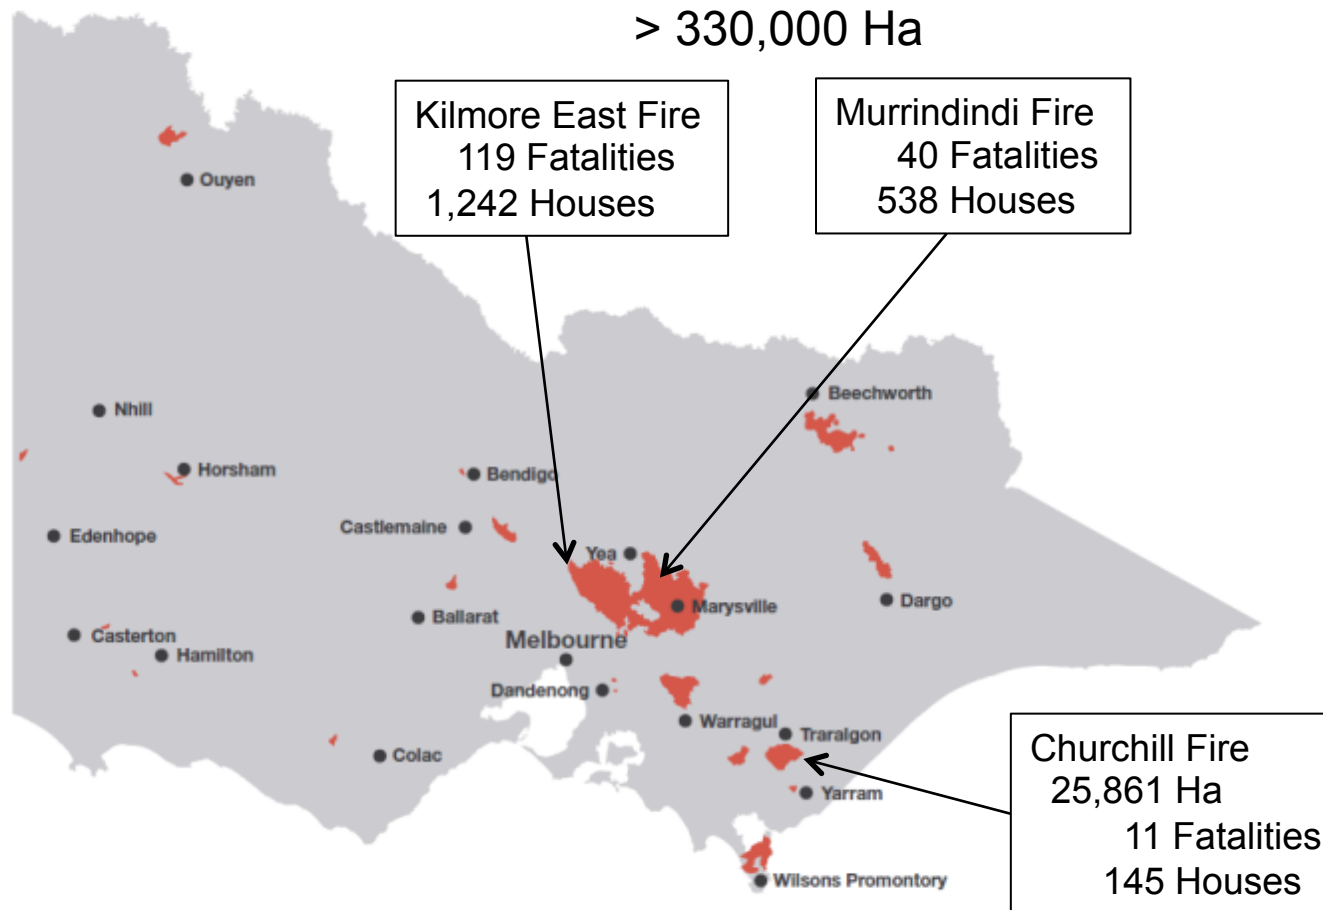 > 330,000 Ha
Kilmore East Fire
119 Fatalities
1,242 Houses
Murrindindi Fire
40 Fatalities
538 Houses
Ouyen
Beechworth
Nhill
Horsham
Bendigo
Castlemaine
Edenhope
Yea
Marysville
Dargo
Ballarat
Casterton
Melbourne
Hamilton
Dandenong
Warragul
Traralgon
Colac
Yarram
Churchill Fire
25,861 Ha
11 Fatalities
145 Houses
Wilsons Promontory